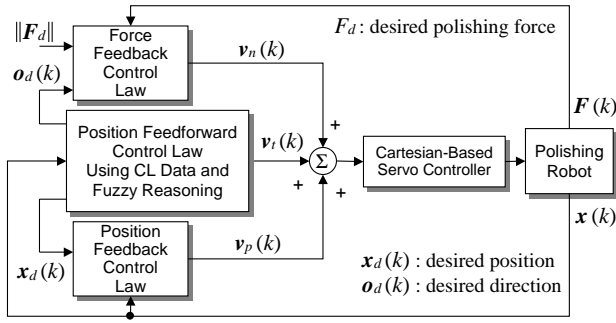 ‖F_d‖
o_d(k)
Force
Feedback
Control
Law
v_n(k)
F_d : desired polishing force
F(k)
Position Feedforward
Control Law
Using CL Data and
Fuzzy Reasoning
v_t(k)
+
+
+
Σ
Cartesian-Based
Servo Controller
Polishing
Robot
x(k)
x_d(k)
Position
Feedback
Control
Law
v_p(k)
x_d(k) : desired position
o_d(k) : desired direction